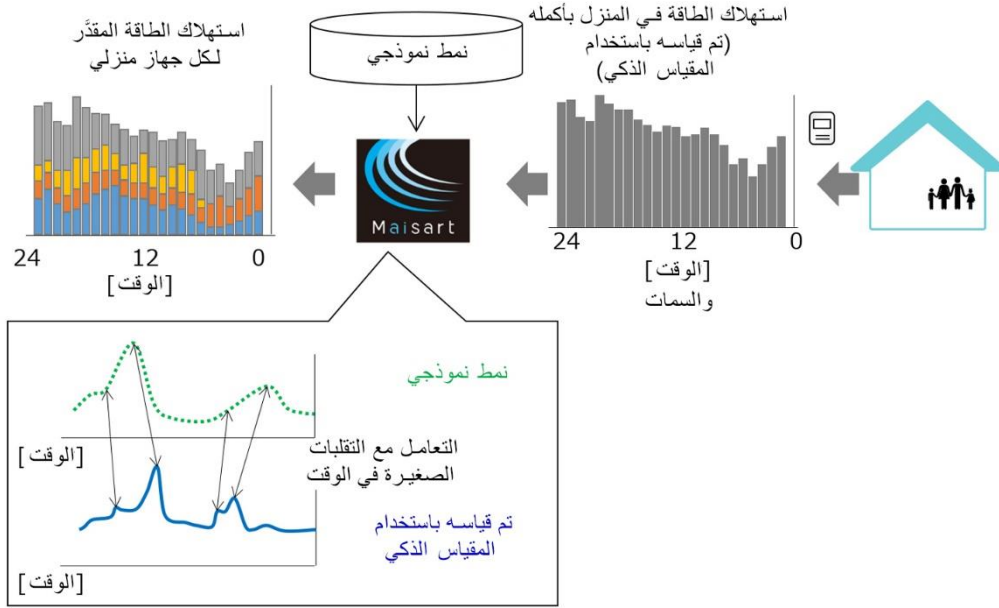 استهلاك الطاقة في المنزل بأكمله
(تم قياسه باستخدام
المقياس الذكي)
24 12 0
[الوقت]
والسمات
نمط نموذجي
Maisart
استهلاك الطاقة المقدَّر
لكل جهاز منزلي
24 12 0
[الوقت]
نمط نموذجي
[الوقت]
التعامل مع التقلبات
الصغيرة في الوقت
تم قياسه باستخدام
المقياس الذكي
[الوقت]